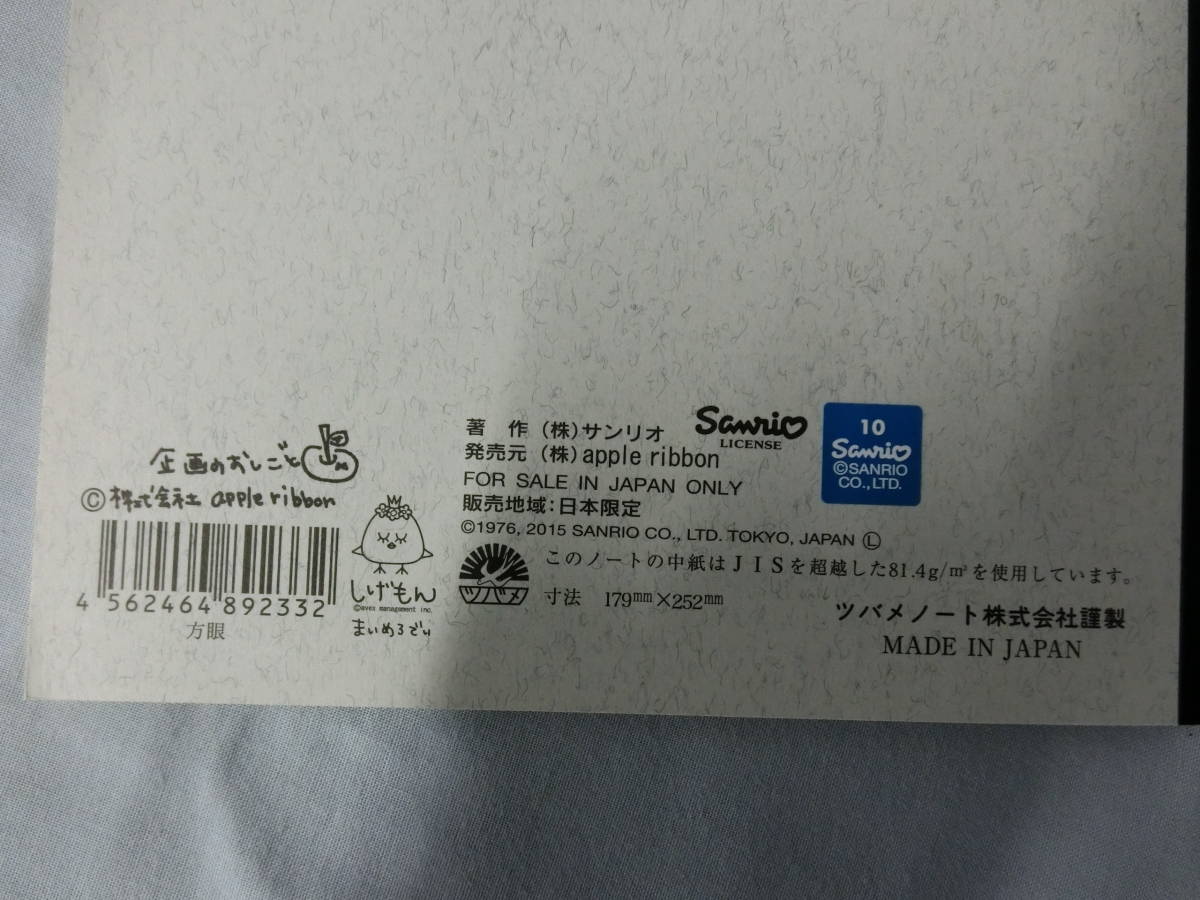 企画のおしごと
©株式会社 apple ribbon
4 562464 892332
方眼
しげもん
©avex management inc.
まいめろでぃ
著 作 (株)サンリオ
発売元 (株)apple ribbon
FOR SALE IN JAPAN ONLY
販売地域:日本限定
©1976, 2015 SANRIO CO., LTD. TOKYO, JAPAN Ⓛ
Sanrio
LICENSE
10
Sanrio
©SANRIO
CO.,LTD.
ツバメ
このノートの中紙はJISを超越した81.4g/m²を使用しています。
寸法 179mm×252mm
ツバメノート株式会社謹製
MADE IN JAPAN